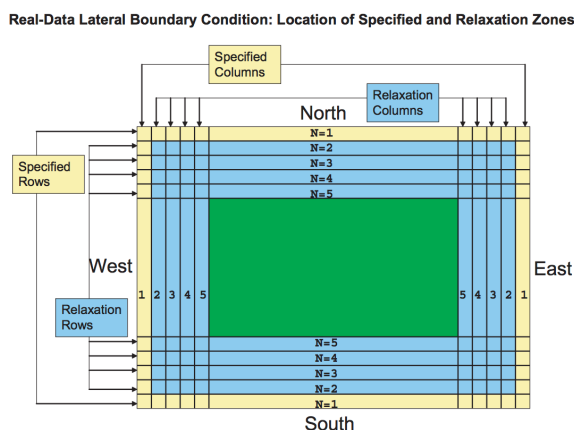 Real-Data Lateral Boundary Condition: Location of Specified and Relaxation Zones
Specified
Columns
Relaxation
Columns
North
N=1
N=2
N=3
N=4
N=5
Specified
Rows
West
East
1 2 3 4 5
5 4 3 2 1
Relaxation
Rows
N=5
N=4
N=3
N=2
N=1
South